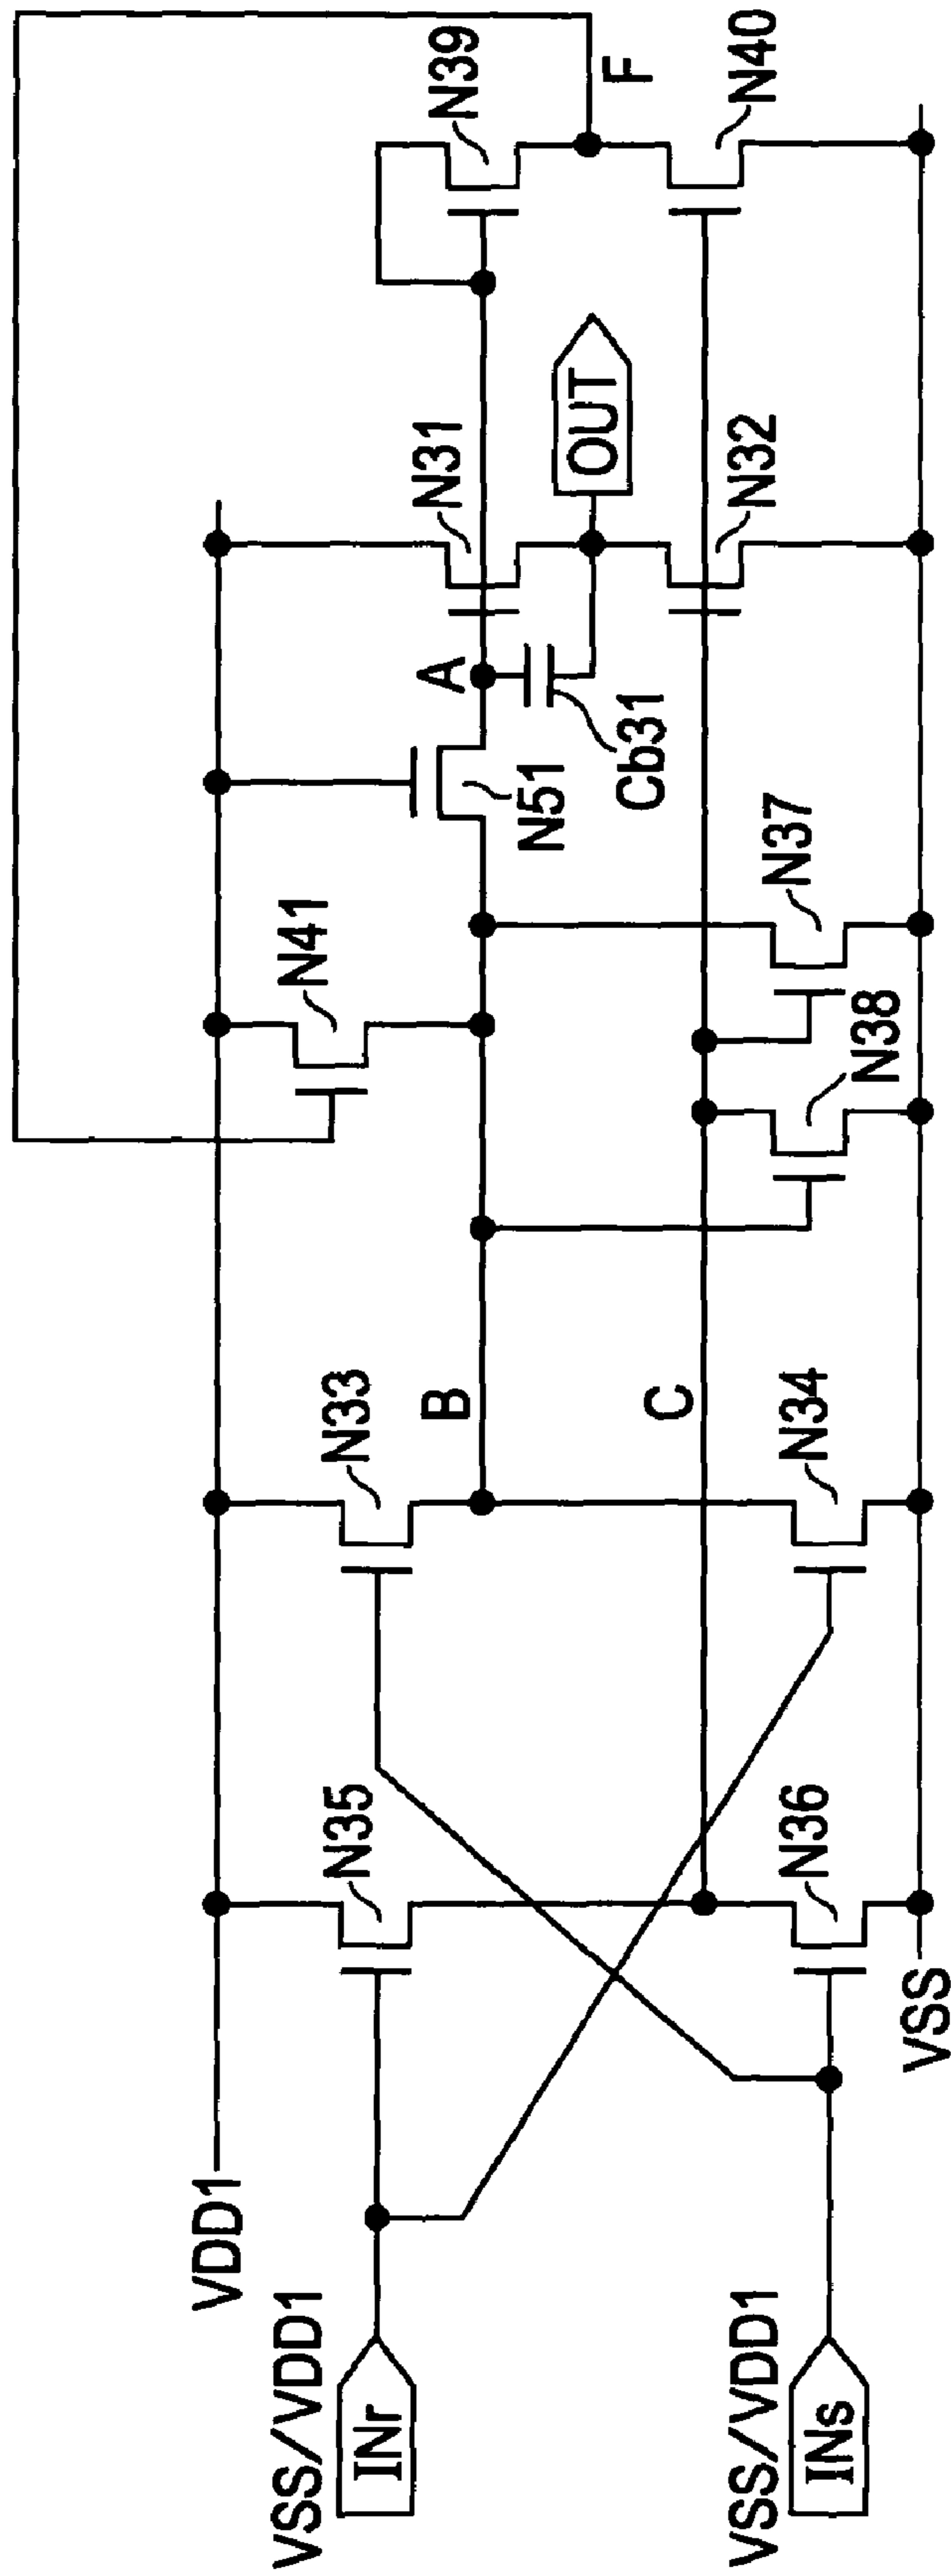 VDD1
VSS/VDD1
INr
VSS/VDD1
INs
VSS
N35
N36
N33
N34
B
C
N41
N38
N37
N51
A
Cb31
N31
N32
OUT
N39
N40
F